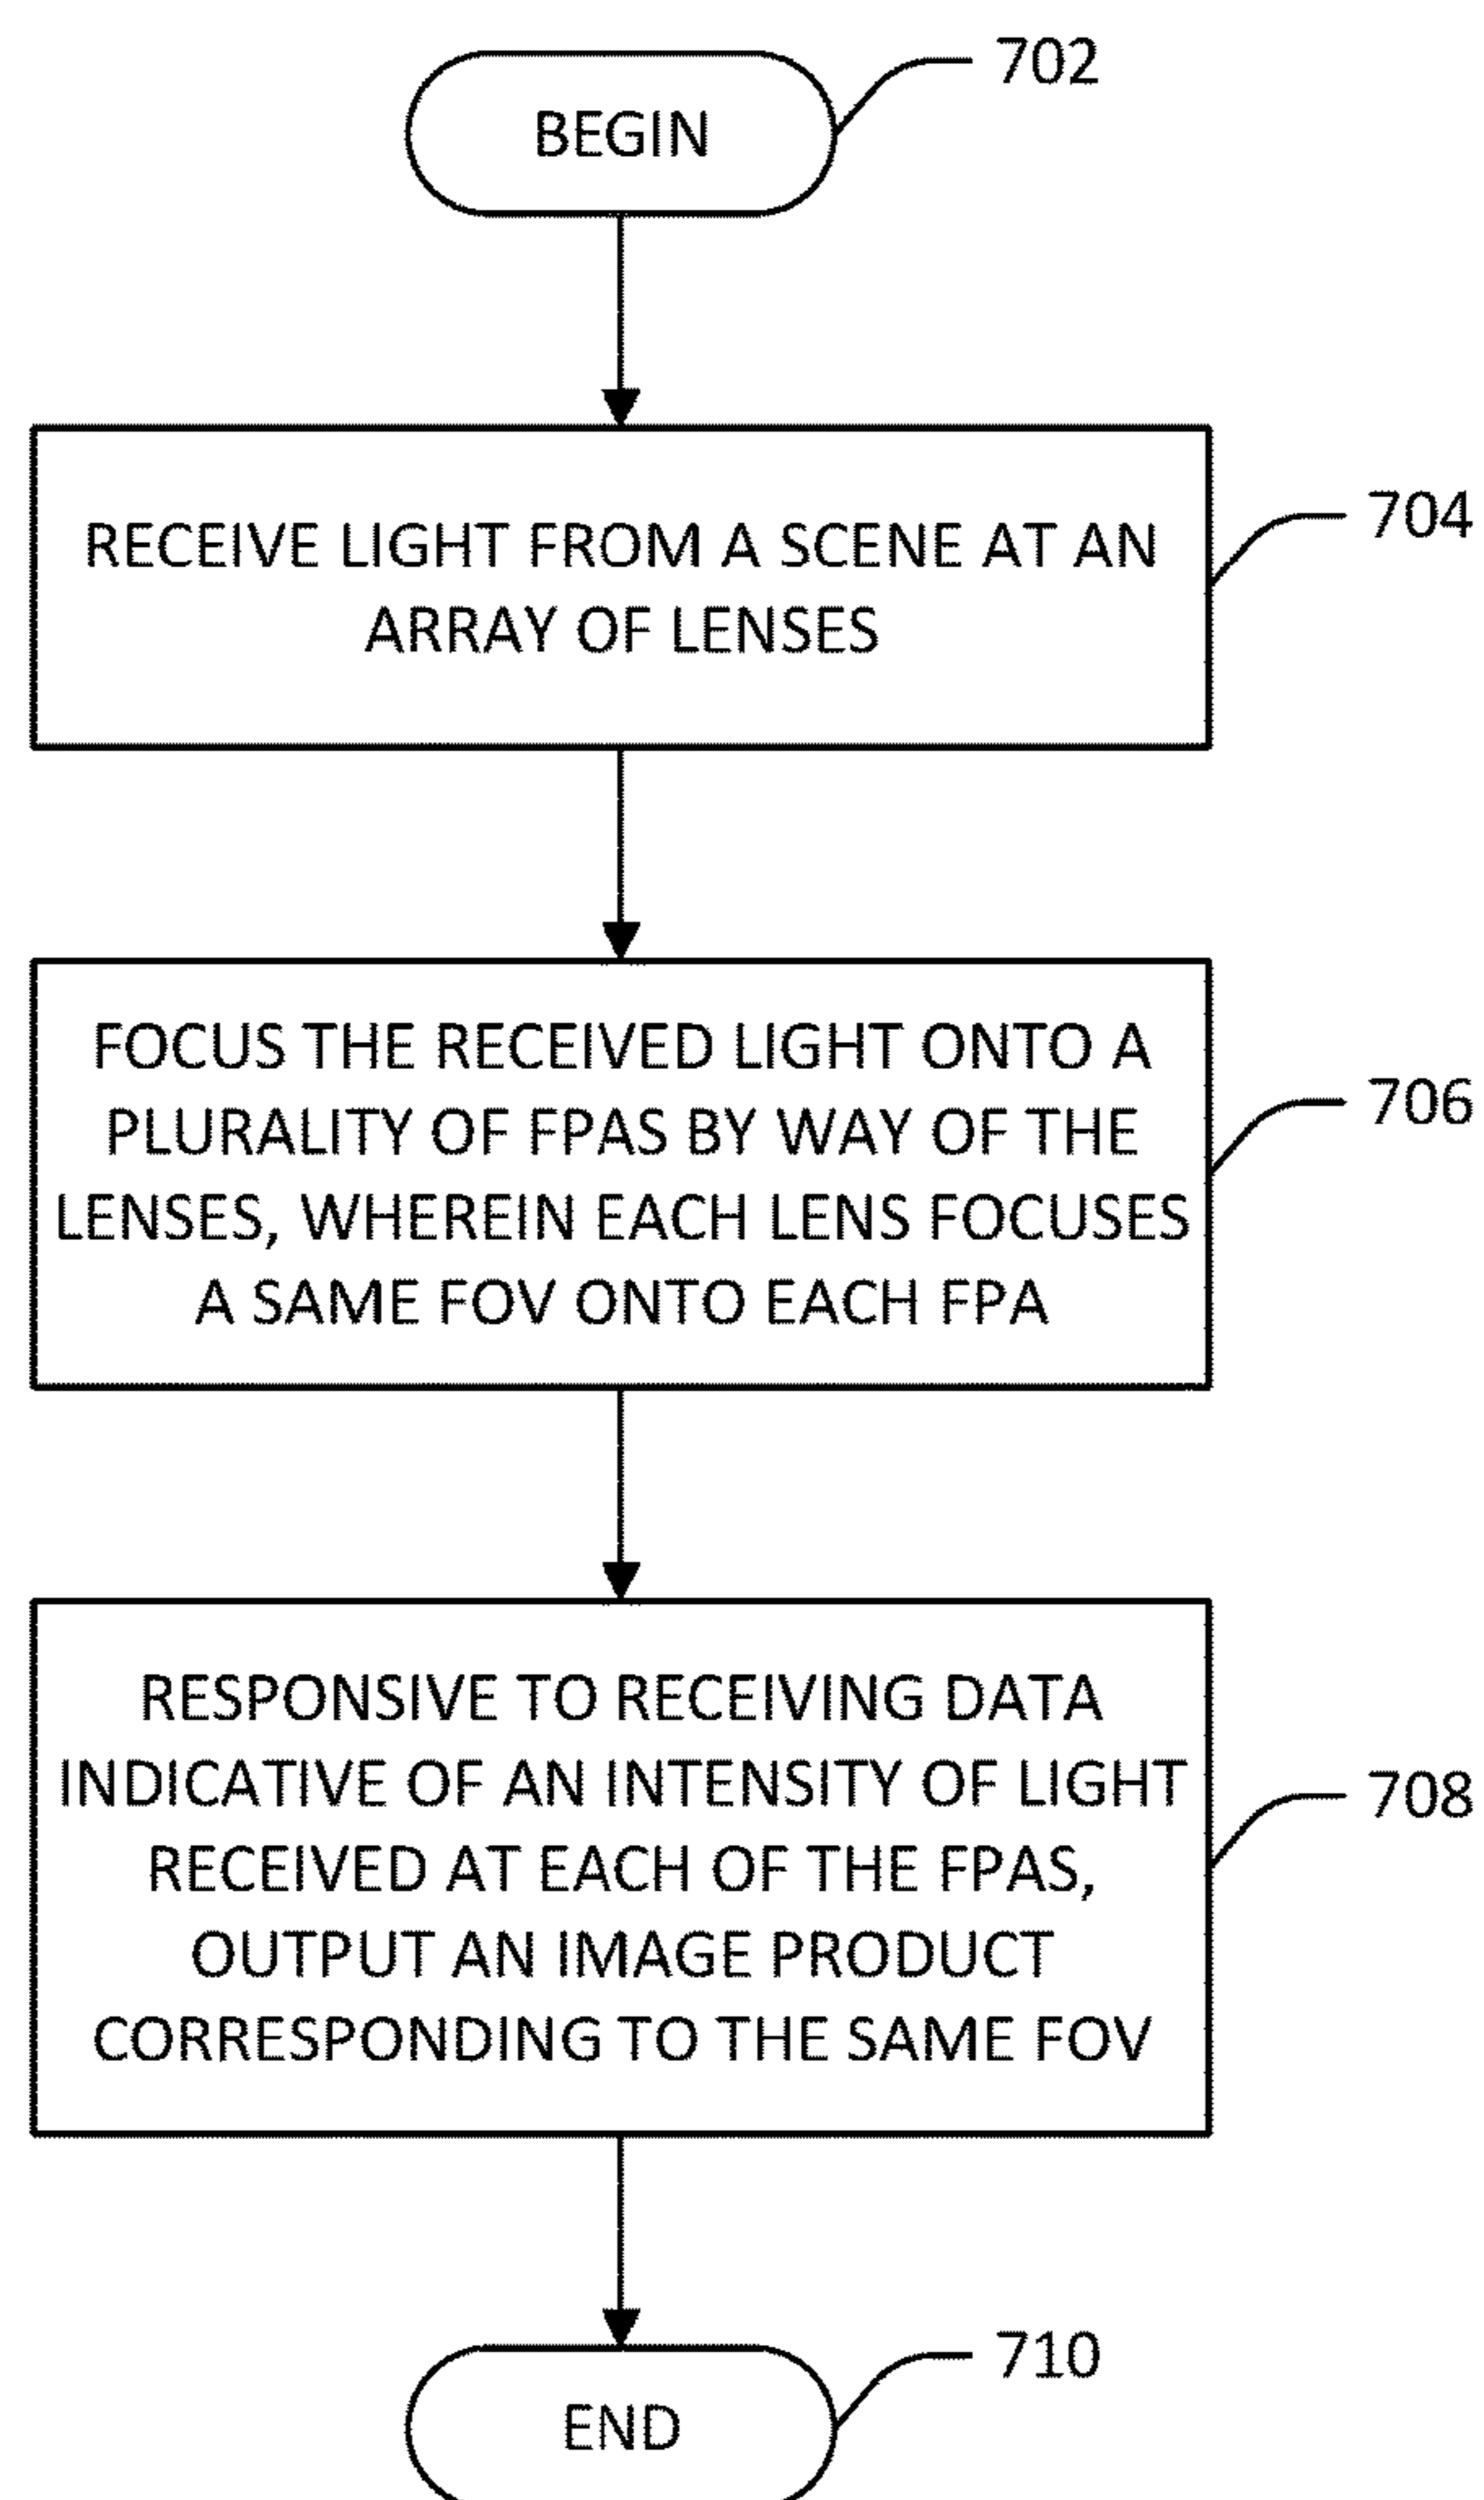 BEGIN
702
RECEIVE LIGHT FROM A SCENE AT AN
ARRAY OF LENSES
704
FOCUS THE RECEIVED LIGHT ONTO A
PLURALITY OF FPAS BY WAY OF THE
LENSES, WHEREIN EACH LENS FOCUSES
A SAME FOV ONTO EACH FPA
706
RESPONSIVE TO RECEIVING DATA
INDICATIVE OF AN INTENSITY OF LIGHT
RECEIVED AT EACH OF THE FPAS,
OUTPUT AN IMAGE PRODUCT
CORRESPONDING TO THE SAME FOV
708
END
710